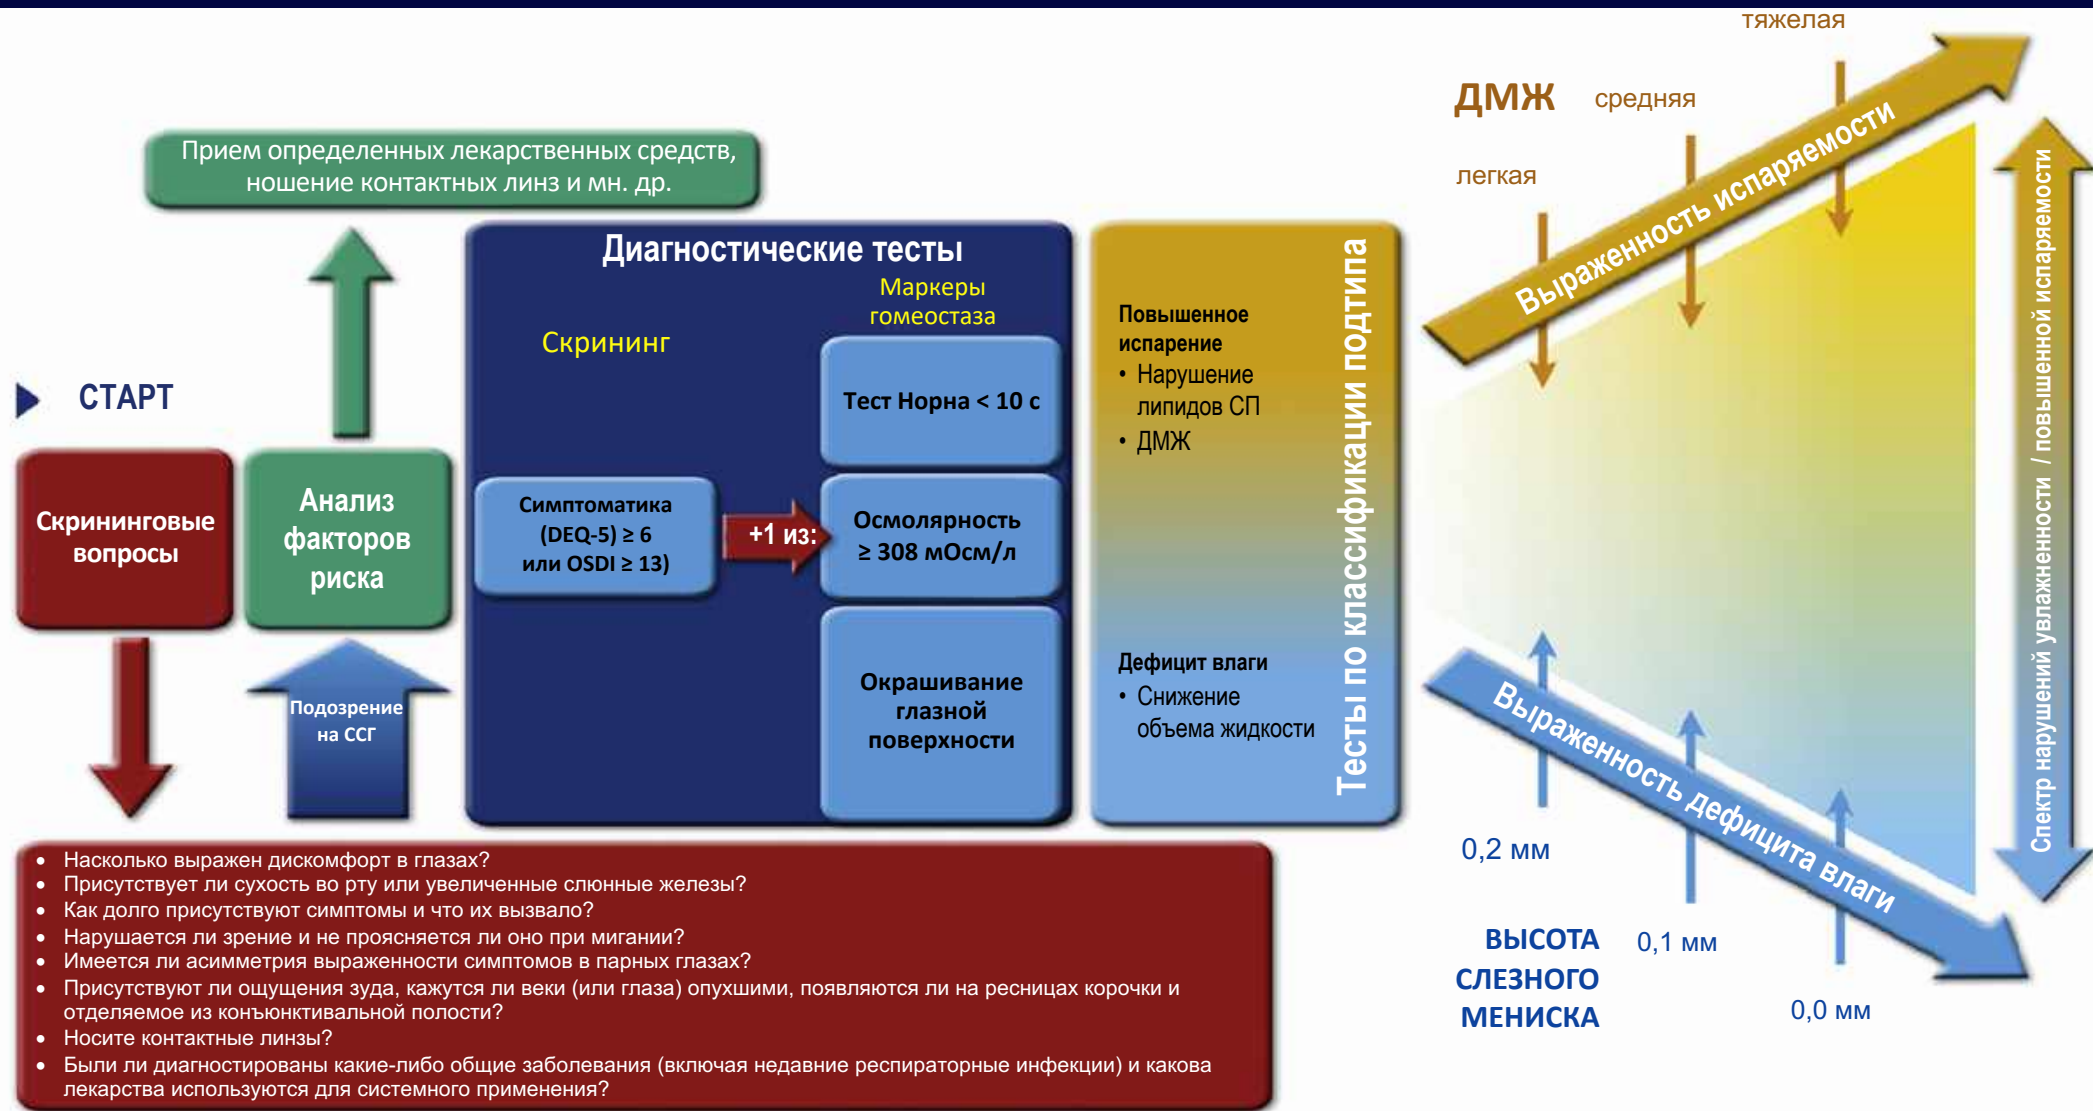 СТАРТ
Скрининговые
вопросы
Анализ
факторов
риска
Прием определенных лекарственных средств,
ношение контактных линз и мн. др.
Подозрение
на ССГ
• Насколько выражен дискомфорт в глазах?
• Присутствует ли сухость во рту или увеличенные слюнные железы?
• Как долго присутствуют симптомы и что их вызвало?
• Нарушается ли зрение и не проясняется ли оно при мигании?
• Имеется ли асимметрия выраженности симптомов в парных глазах?
• Присутствуют ли ощущения зуда, кажутся ли веки (или глаза) опухшими, появляются ли на ресницах корочки и
отделяемое из конъюнктивальной полости?
• Носите контактные линзы?
• Были ли диагностированы какие-либо общие заболевания (включая недавние респираторные инфекции) и какова
лекарства используются для системного применения?
Диагностические тесты
Скрининг
Маркеры
гомеостаза
Симптоматика
(DEQ-5) ≥ 6
или OSDI ≥ 13)
+1 из:
Тест Норна < 10 с
Осмолярность
≥ 308 мОсм/л
Окрашивание
глазной
поверхности
Повышенное
испарение
• Нарушение
липидов СП
• ДМЖ
Дефицит влаги
• Снижение
объема жидкости
Тесты по классификации подтипа
ДМЖ
легкая
средняя
тяжелая
Выраженность испаряемости
Выраженность дефицита влаги
0,2 мм
0,1 мм
0,0 мм
ВЫСОТА
СЛЕЗНОГО
МЕНИСКА
Спектр нарушений увлажненности / повышенной испаряемости